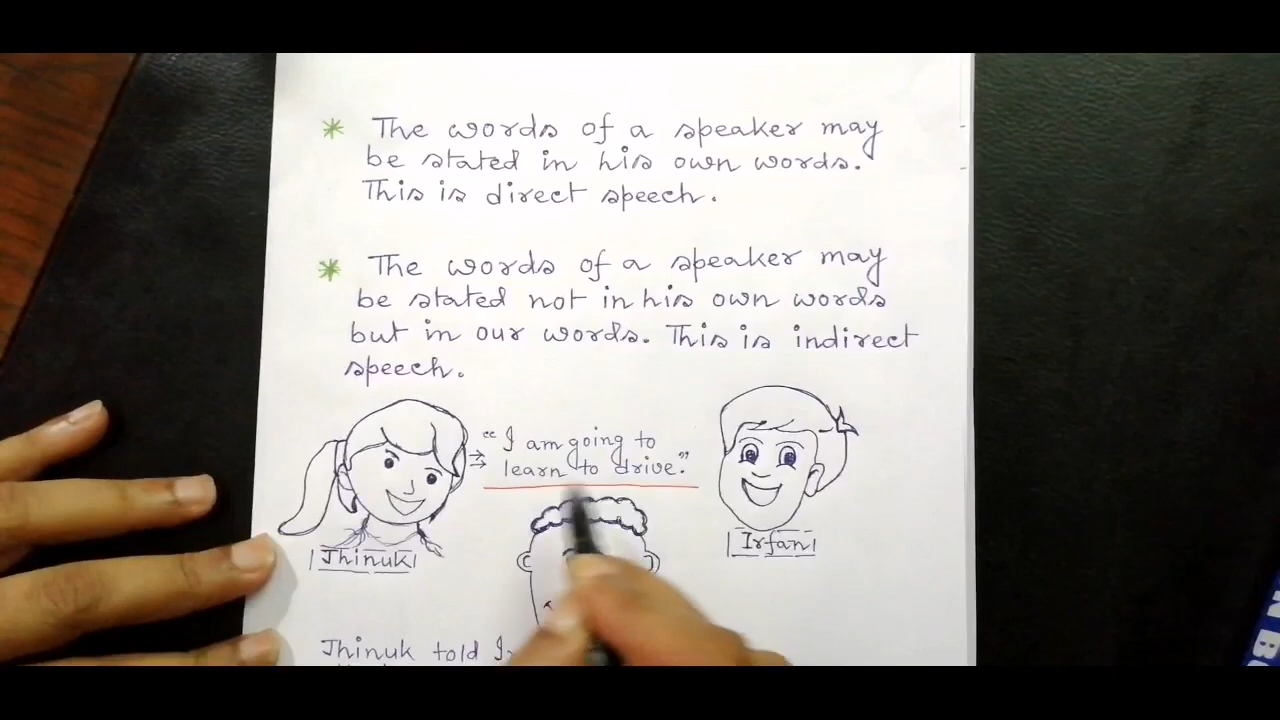 * The words of a speaker may
be stated in his own words.
This is direct speech.
* The words of a speaker may
be stated not in his own words
but in our words. This is indirect
speech.
"I am going to
learn to drive."
Jhinuk
Irfan
Jhinuk told